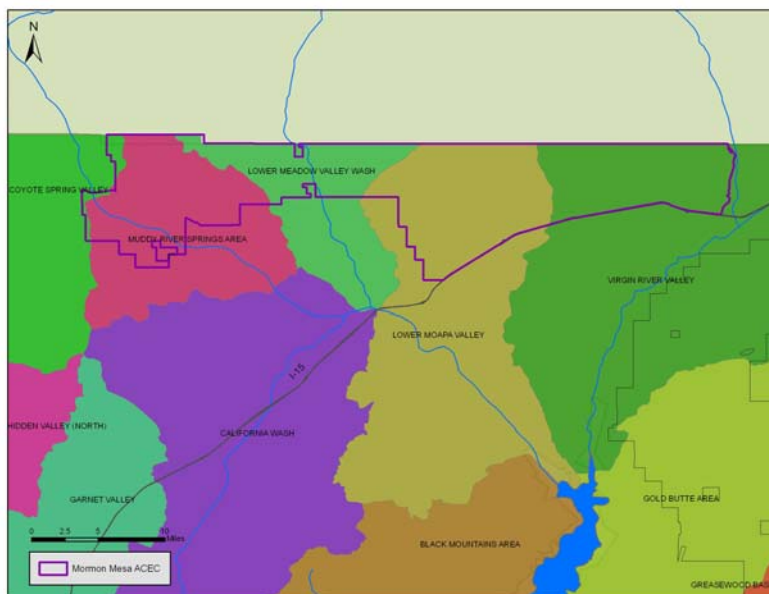 N
LOWER MEADOW VALLEY WASH
COYOTE SPRING VALLEY
MUDDY RIVER SPRINGS AREA
VIRGIN RIVER VALLEY
LOWER MOAPA VALLEY
I-15
HIDDEN VALLEY (NORTH)
CALIFORNIA WASH
GARNET VALLEY
GOLD BUTTE AREA
0 2.5 5 10
Miles
BLACK MOUNTAINS AREA
Mormon Mesa ACEC
GREASEWOOD BAS